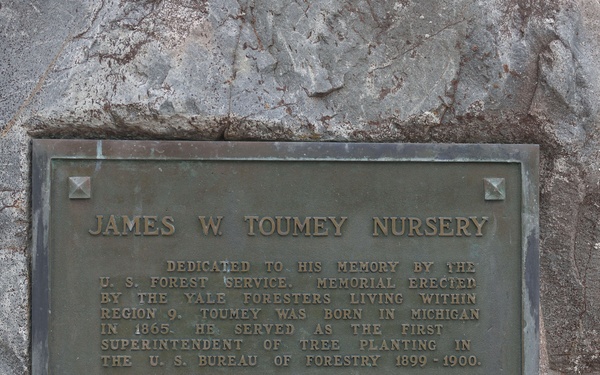 JAMES W. TOUMEY NURSERY
DEDICATED TO HIS MEMORY BY THE
U. S. FOREST SERVICE. MEMORIAL ERECTED
BY THE YALE FORESTERS LIVING WITHIN
REGION 9. TOUMEY WAS BORN IN MICHIGAN
IN 1865. HE SERVED AS THE FIRST
SUPERINTENDENT OF TREE PLANTING IN
THE U. S. BUREAU OF FORESTRY 1899-1900.